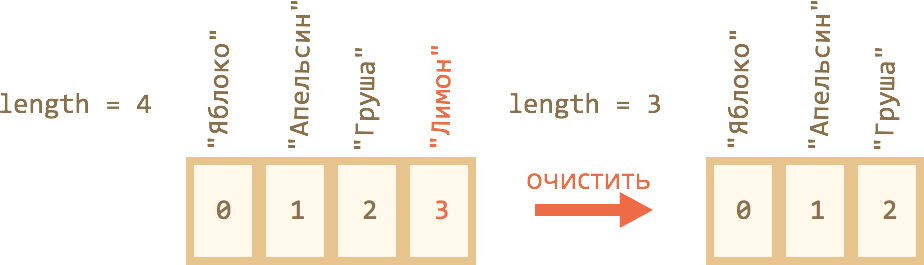 length = 4
"Яблоко"
"Апельсин"
"Груша"
"Лимон"
0 1 2 3
очистить
length = 3
"Яблоко"
"Апельсин"
"Груша"
0 1 2